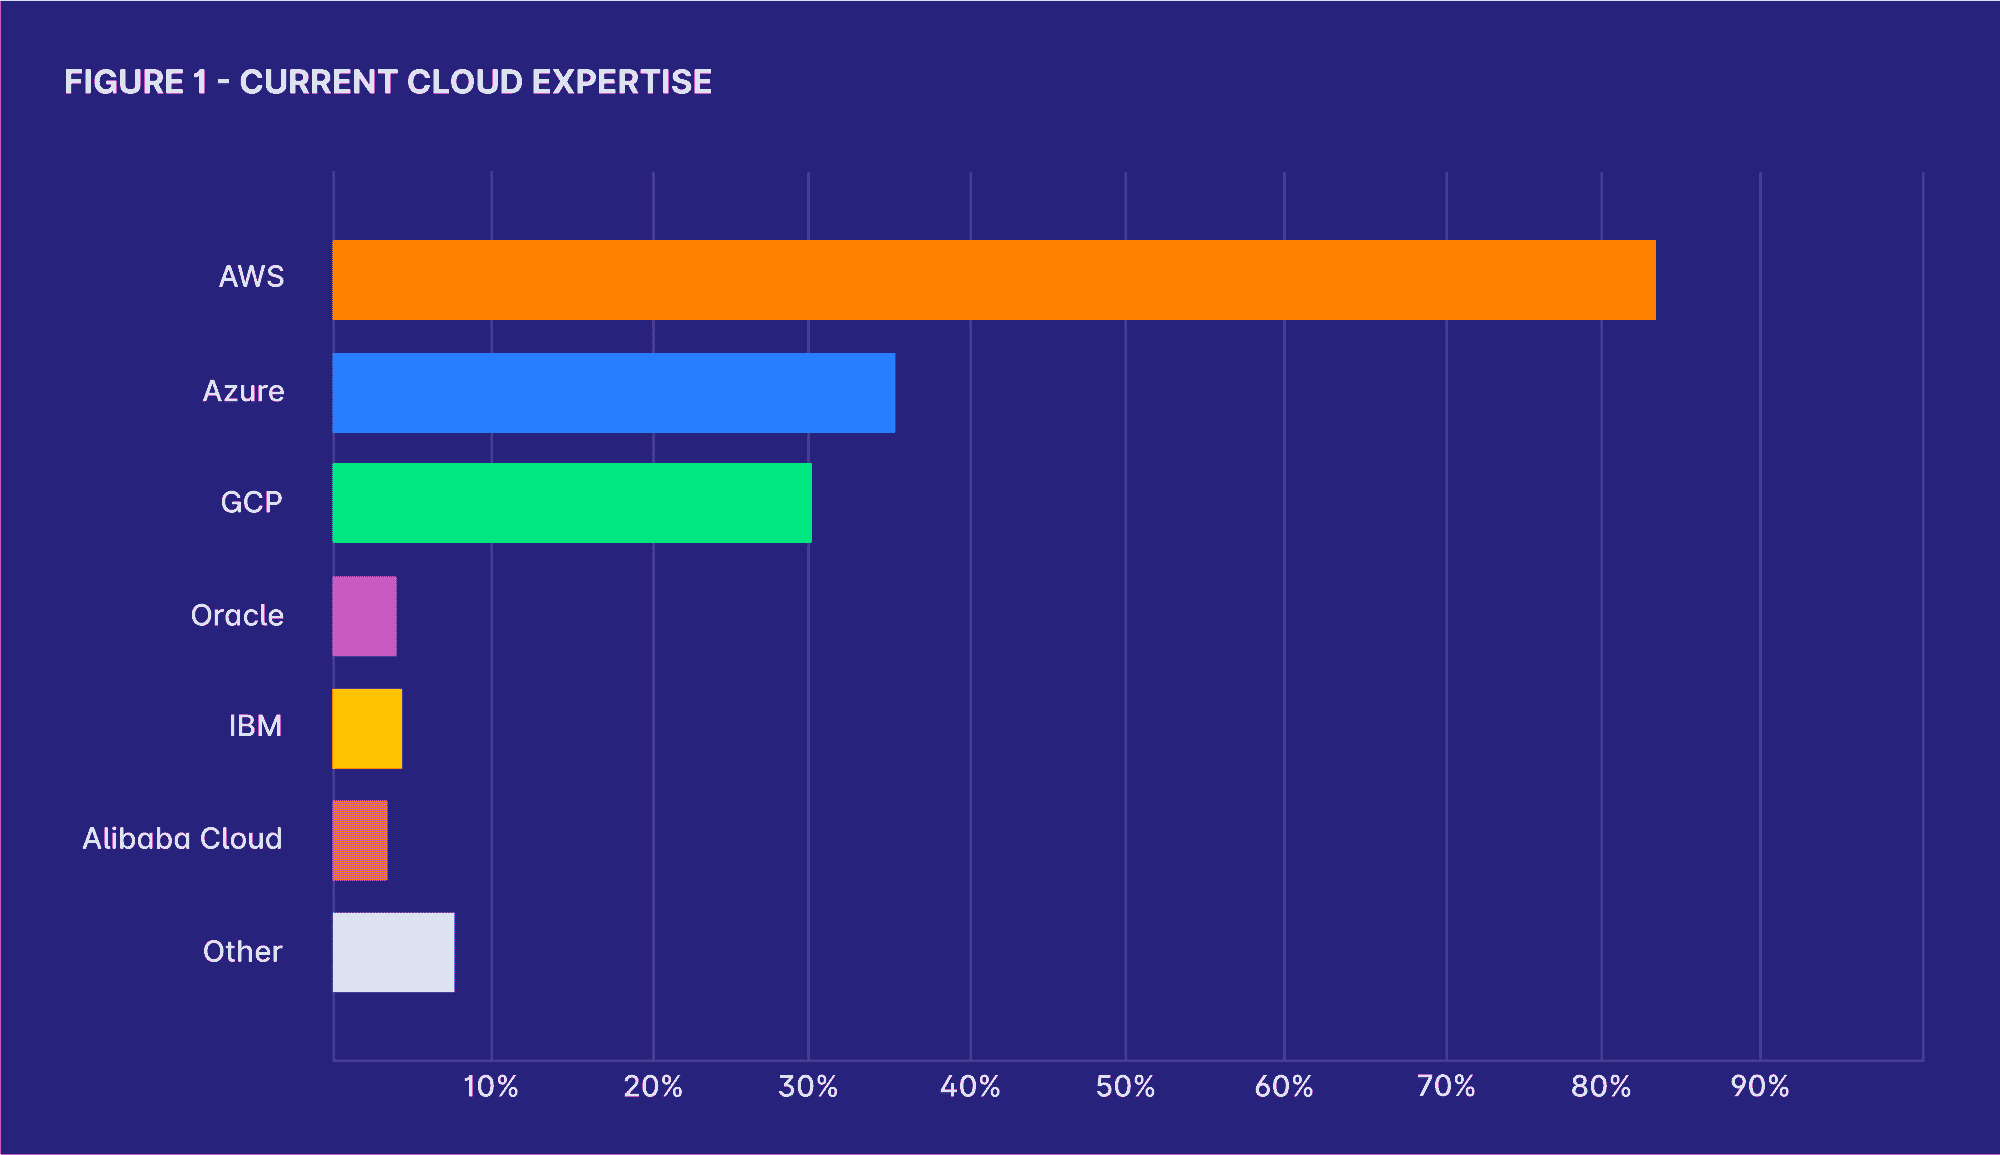 FIGURE 1 - CURRENT CLOUD EXPERTISE
AWS
Azure
GCP
Oracle
IBM
Alibaba Cloud
Other
10% 20% 30% 40% 50% 60% 70% 80% 90%